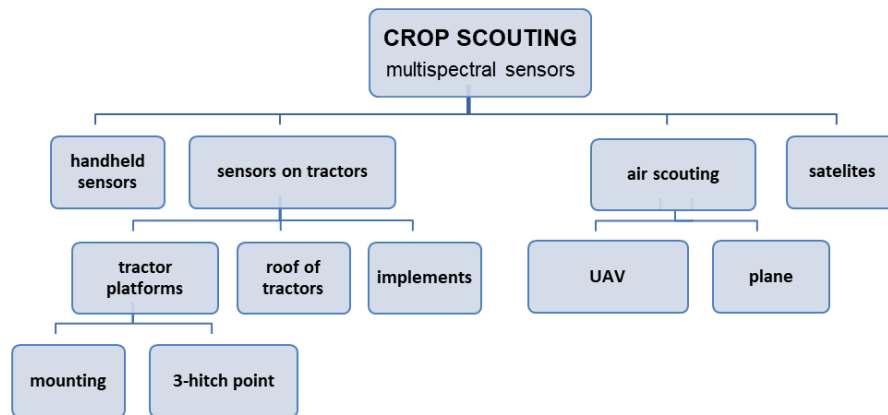 CROP SCOUTING
multispectral sensors
handheld
sensors
sensors on tractors
air scouting
satelites
tractor
platforms
roof of
tractors
implements
UAV
plane
mounting
3-hitch point